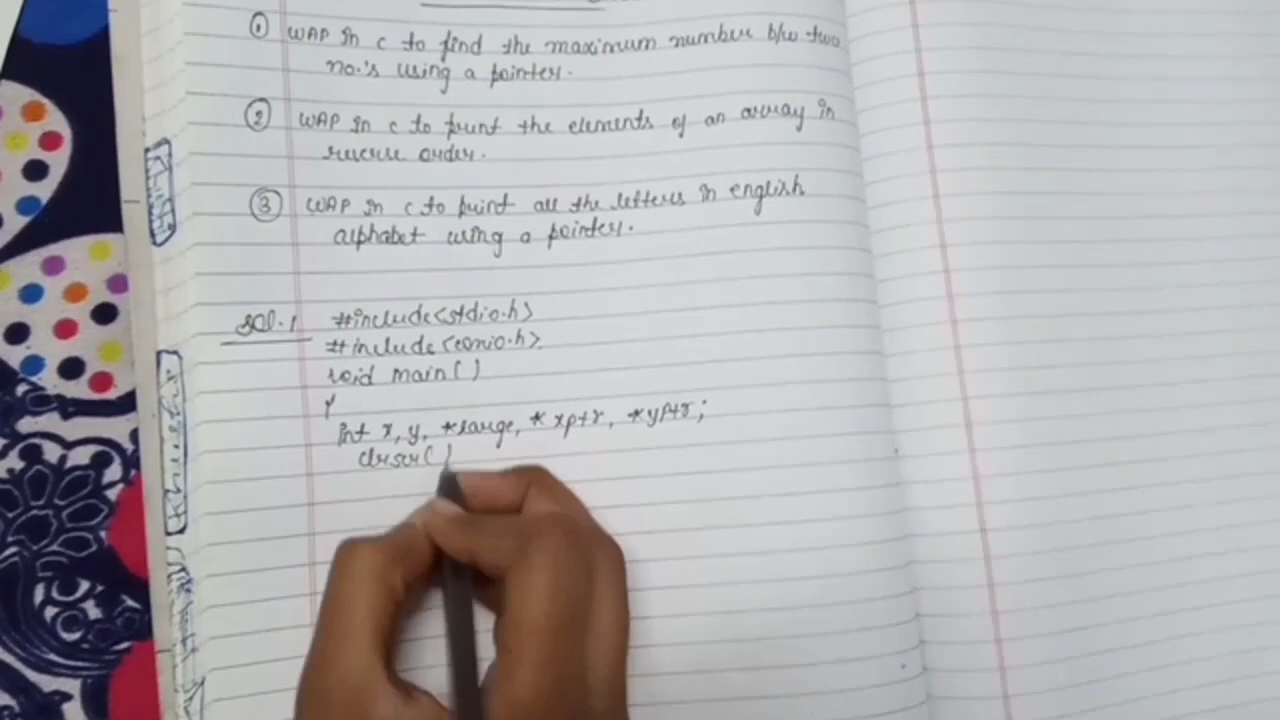 ① WAP in c to find the maximum number b/w two
no.'s using a pointer.
② WAP in c to print the elements of an array in
reverse order.
③ WAP in c to print all the letters in english
alphabet using a pointer.
Sol.1 #include<stdio.h>
#include<conio.h>
void main()
{
int x, y, *large, *xptr, *yptr;
clrscr()
Khushbu